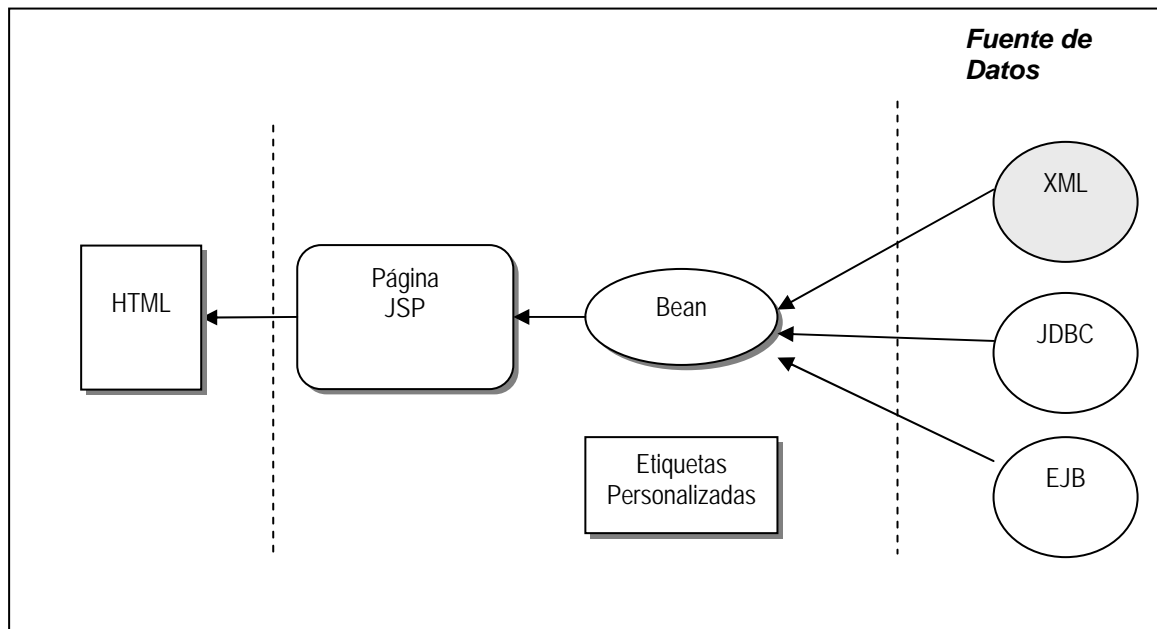 Fuente de
Datos
XML
HTML
Página
JSP
Bean
JDBC
Etiquetas
Personalizadas
EJB